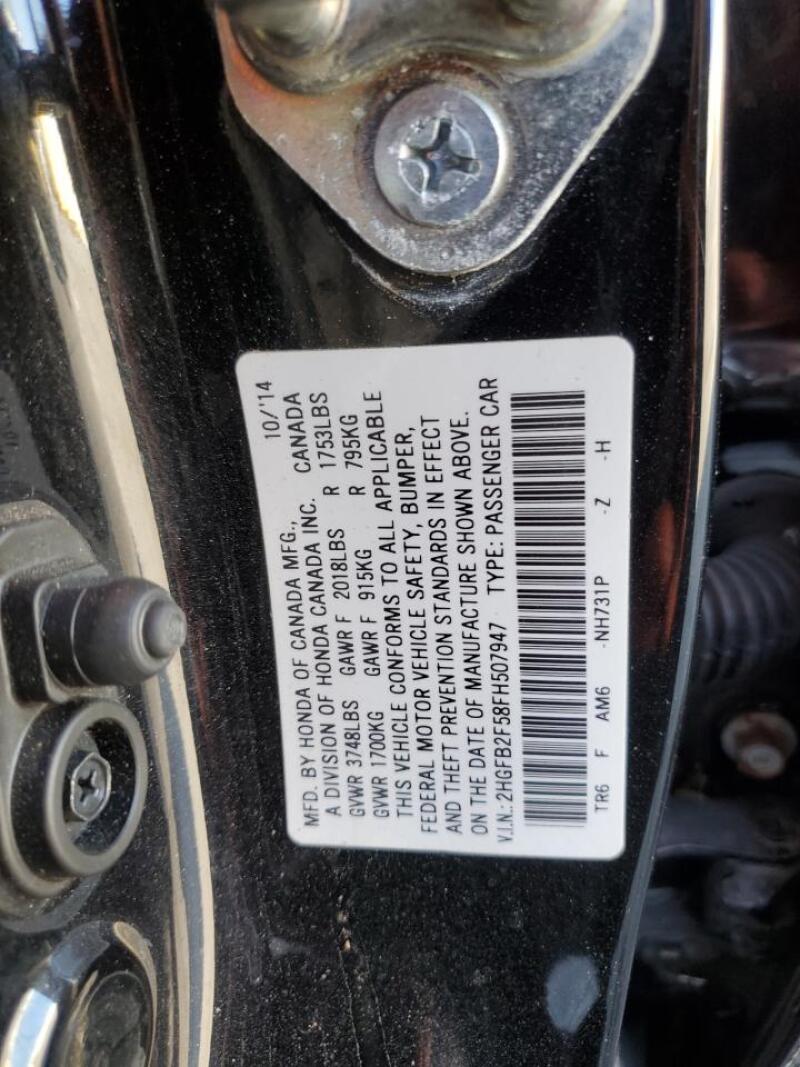 MFD. BY HONDA OF CANADA MFG., 10/'14
A DIVISION OF HONDA CANADA INC. CANADA
GVWR 3748LBS GAWR F 2018LBS R 1753LBS
GVWR 1700KG GAWR F 915KG R 795KG
THIS VEHICLE CONFORMS TO ALL APPLICABLE
FEDERAL MOTOR VEHICLE SAFETY, BUMPER,
AND THEFT PREVENTION STANDARDS IN EFFECT
ON THE DATE OF MANUFACTURE SHOWN ABOVE.
V.I.N.: 2HGFB2F58FH507947 TYPE: PASSENGER CAR
TR6 F AM6 -NH731P -Z -H